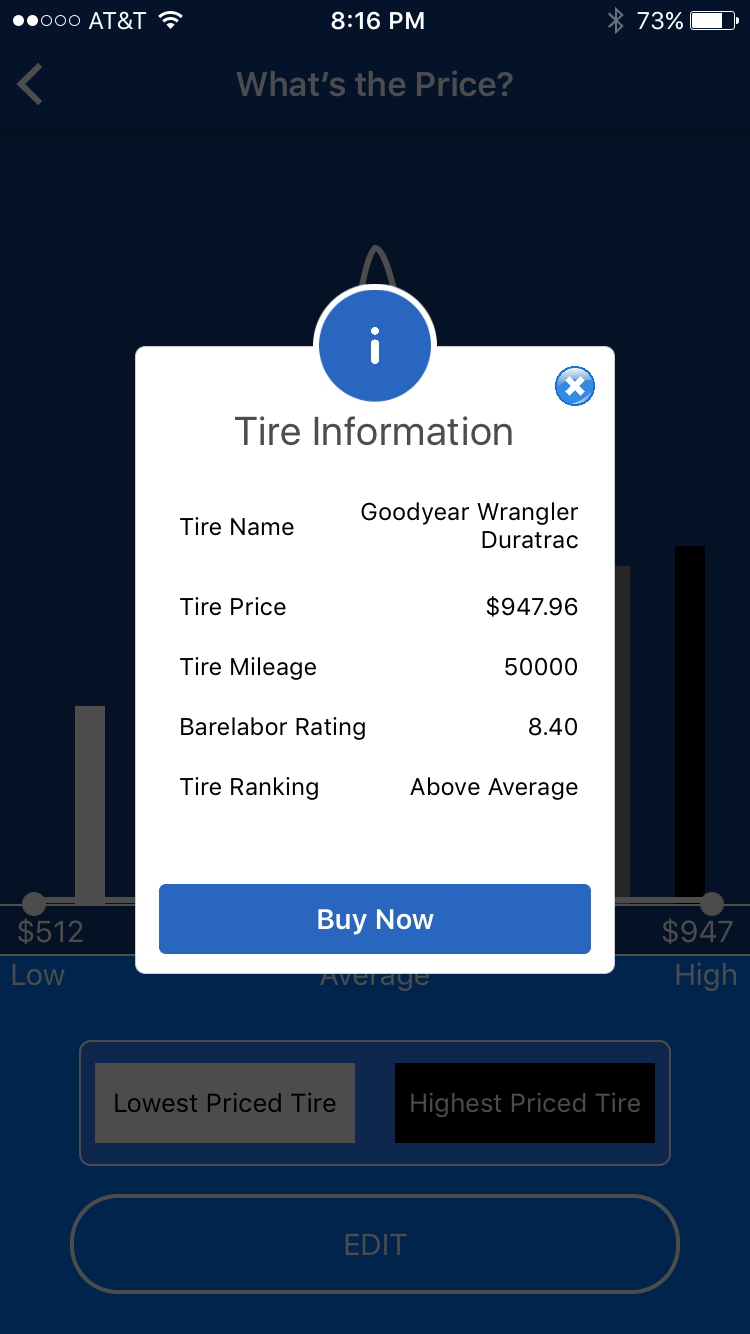 AT&T 8:16 PM 73%
What's the Price?
i
Tire Information
Tire Name Goodyear Wrangler
Duratrac
Tire Price $947.96
Tire Mileage 50000
Barelabor Rating 8.40
Tire Ranking Above Average
Buy Now
$512 $947
Low Average High
Lowest Priced Tire Highest Priced Tire
EDIT